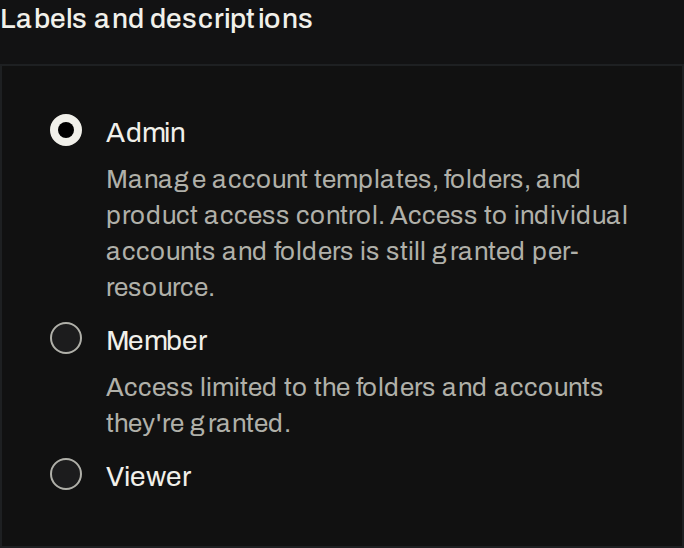 Labels and descriptions
Admin
Manage account templates, folders, and
product access control. Access to individual
accounts and folders is still granted per-
resource.
Member
Access limited to the folders and accounts
they're granted.
Viewer